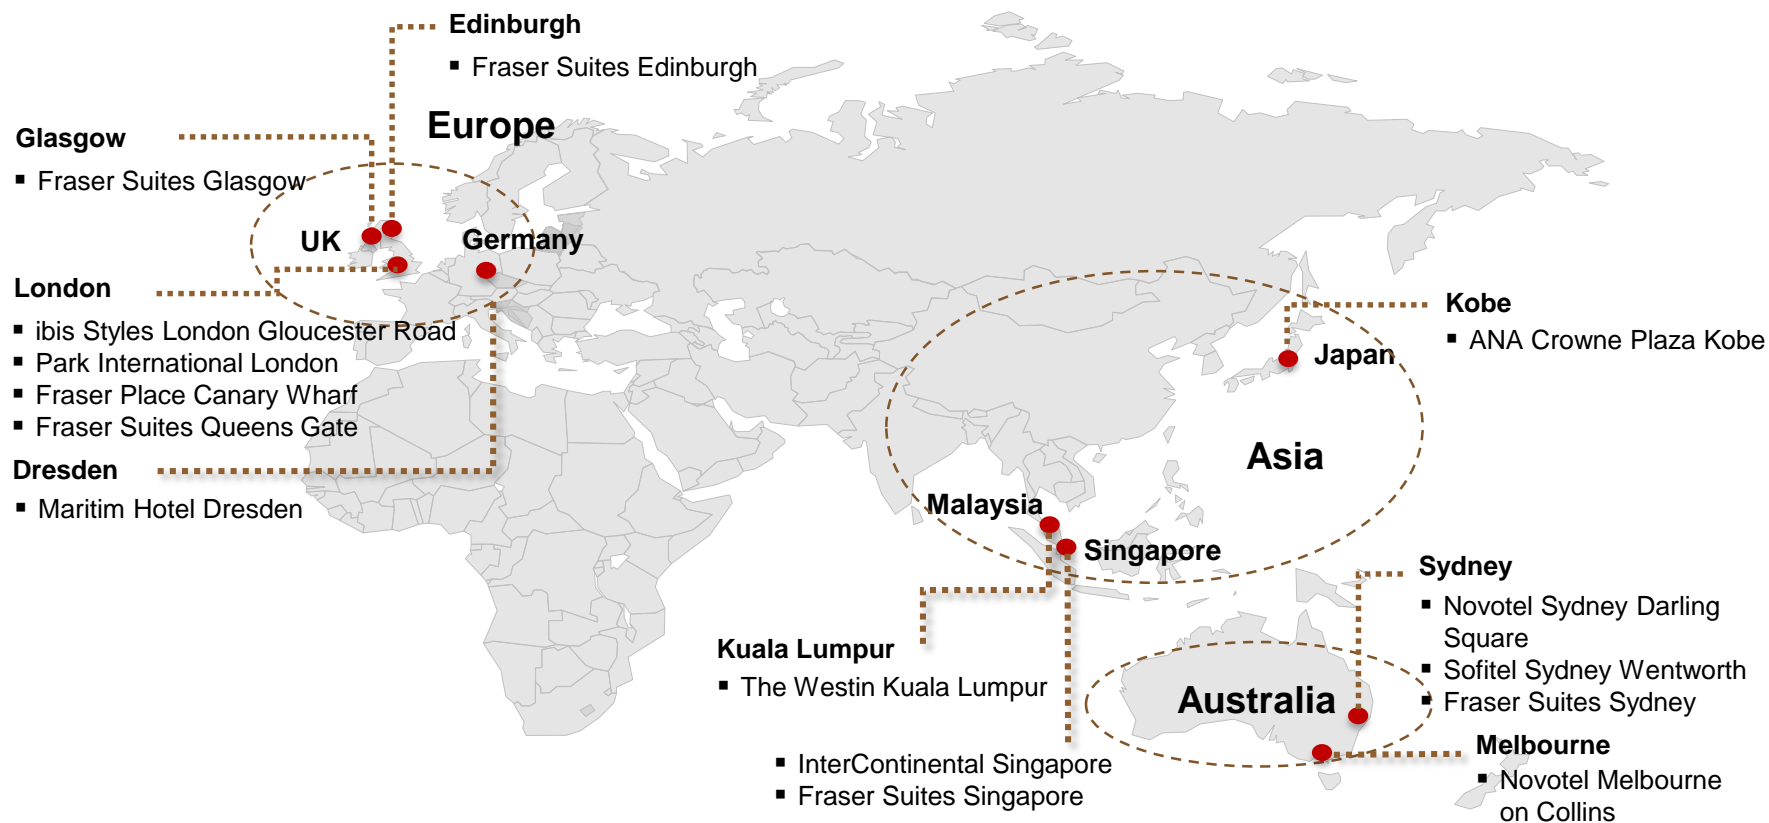 Edinburgh
▪ Fraser Suites Edinburgh
Europe
Glasgow
▪ Fraser Suites Glasgow
UK
Germany
London
▪ ibis Styles London Gloucester Road
▪ Park International London
▪ Fraser Place Canary Wharf
▪ Fraser Suites Queens Gate
Dresden
▪ Maritim Hotel Dresden
Kobe
▪ ANA Crowne Plaza Kobe
Japan
Asia
Malaysia
Singapore
Kuala Lumpur
▪ The Westin Kuala Lumpur
▪ InterContinental Singapore
▪ Fraser Suites Singapore
Sydney
▪ Novotel Sydney Darling
Square
▪ Sofitel Sydney Wentworth
▪ Fraser Suites Sydney
Australia
Melbourne
▪ Novotel Melbourne
on Collins